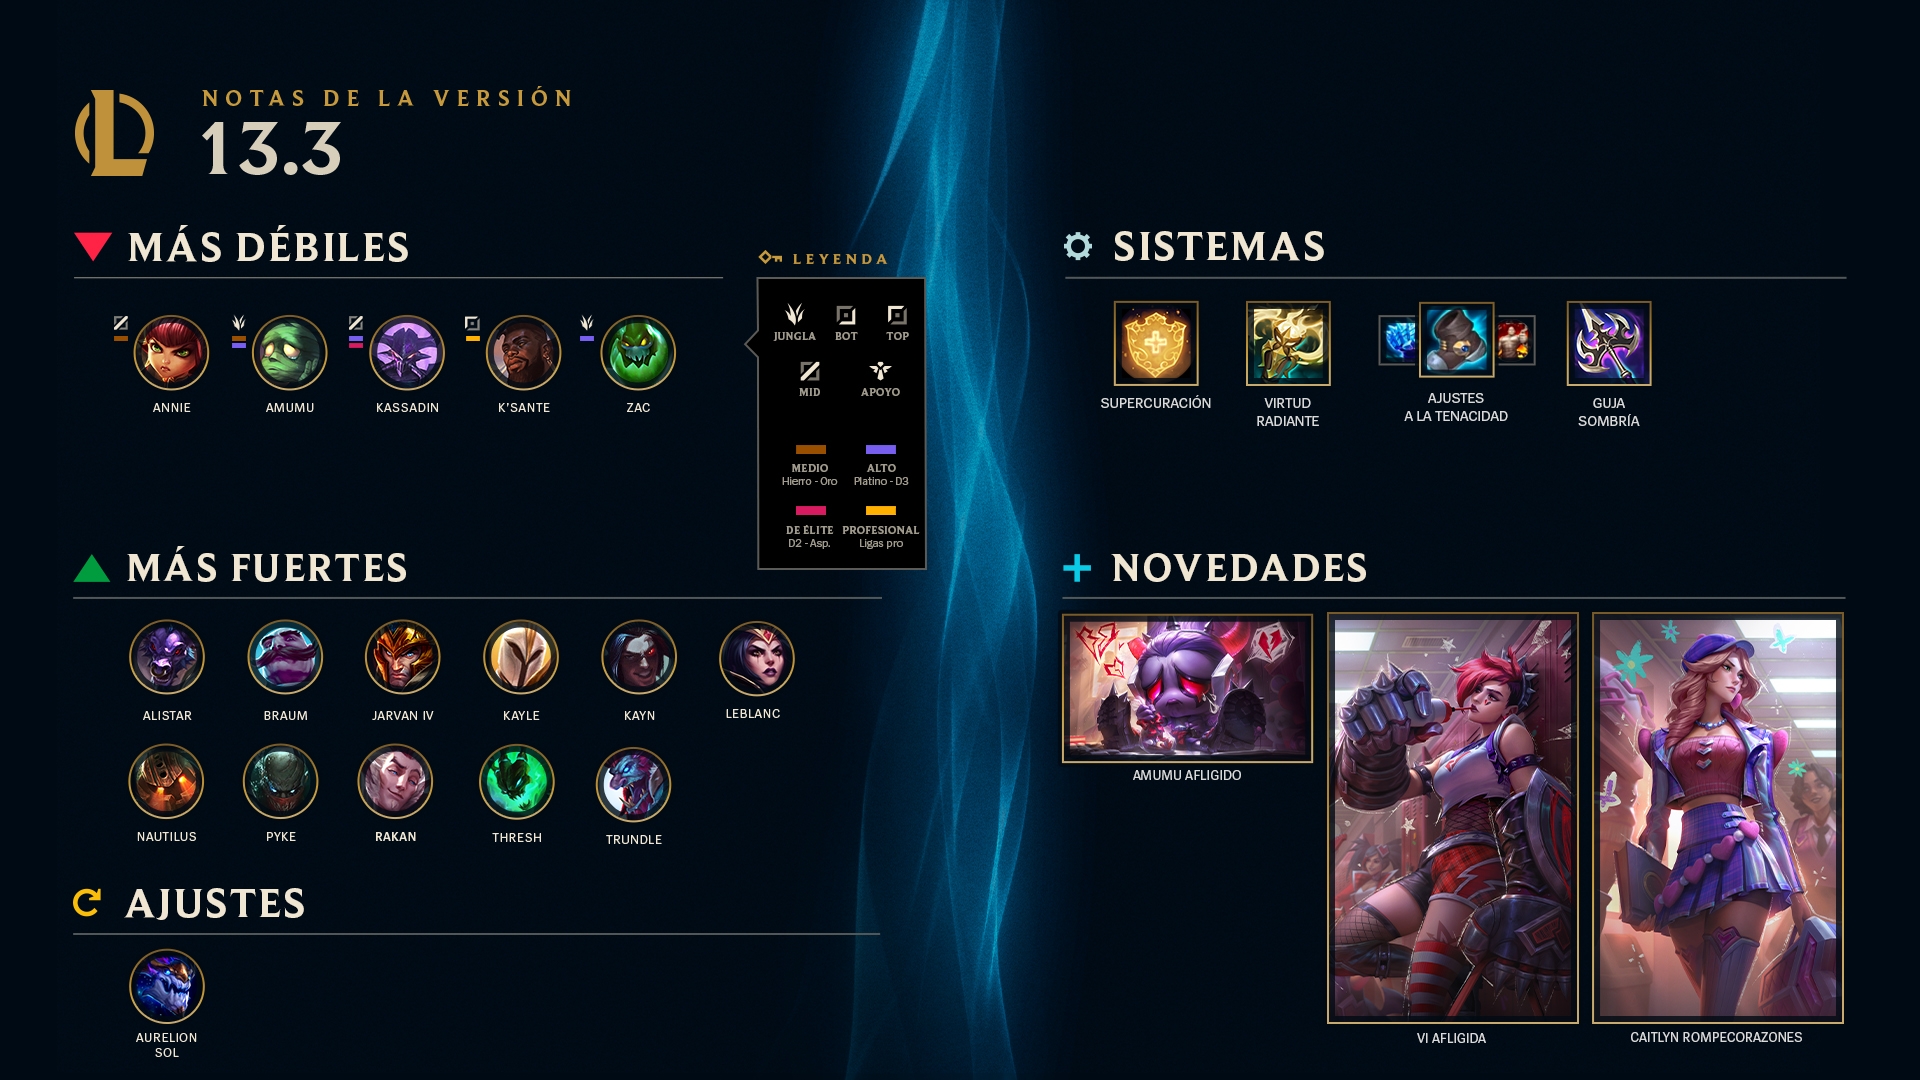 NOTAS DE LA VERSIÓN
13.3
MÁS DÉBILES
ANNIE
AMUMU
KASSADIN
K'SANTE
ZAC
LEYENDA
JUNGLA
BOT
TOP
MID
APOYO
MEDIO
Hierro - Oro
ALTO
Platino - D3
DE ÉLITE
D2 - Asp.
PROFESIONAL
Ligas pro
MÁS FUERTES
ALISTAR
BRAUM
JARVAN IV
KAYLE
KAYN
LEBLANC
NAUTILUS
PYKE
RAKAN
THRESH
TRUNDLE
AJUSTES
AURELION
SOL
SISTEMAS
SUPERCURACIÓN
VIRTUD
RADIANTE
AJUSTES
A LA TENACIDAD
GUJA
SOMBRÍA
NOVEDADES
AMUMU AFLIGIDO
VI AFLIGIDA
CAITLYN ROMPECORAZONES